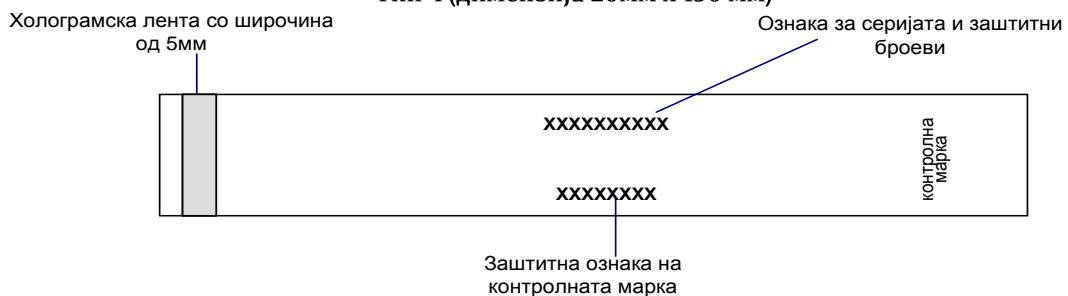 Холограмска лента со широчина
од 5мм
Ознака за серијата и заштитни
броеви
XXXXXXXXXX
XXXXXXXX
контролна
марка
Заштитна ознака на
контролната марка